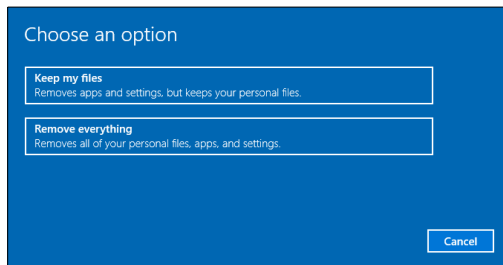 Choose an option
Keep my files
Removes apps and settings, but keeps your personal files.
Remove everything
Removes all of your personal files, apps, and settings.
Cancel